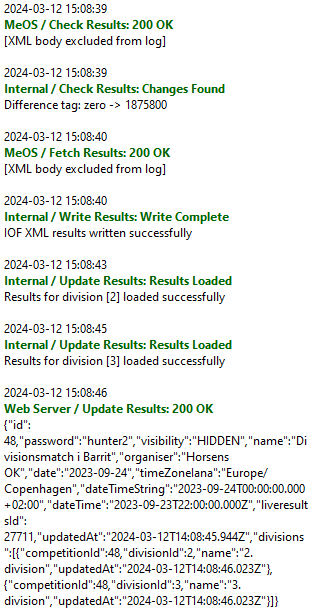 2024-03-12 15:08:39
MeOS / Check Results: 200 OK
[XML body excluded from log]
2024-03-12 15:08:39
Internal / Check Results: Changes Found
Difference tag: zero -> 1875800
2024-03-12 15:08:40
MeOS / Fetch Results: 200 OK
[XML body excluded from log]
2024-03-12 15:08:40
Internal / Write Results: Write Complete
IOF XML results written successfully
2024-03-12 15:08:43
Internal / Update Results: Results Loaded
Results for division [2] loaded successfully
2024-03-12 15:08:45
Internal / Update Results: Results Loaded
Results for division [3] loaded successfully
2024-03-12 15:08:46
Web Server / Update Results: 200 OK
{"id":
48,"password":"hunter2","visibility":"HIDDEN","name":"Di
visionsmatch i Barrit","organiser":"Horsens
OK","date":"2023-09-24","timeZonelana":"Europe/
Copenhagen","dateTimeString":"2023-09-24T00:00:00.000
+02:00","dateTime":"2023-09-23T22:00:00.000Z","liveresult
sId":
27711,"updatedAt":"2024-03-12T14:08:45.944Z","divisions
":[{"competitionId":48,"divisionId":2,"name":"2.
division","updatedAt":"2024-03-12T14:08:46.023Z"},
{"competitionId":48,"divisionId":3,"name":"3.
division","updatedAt":"2024-03-12T14:08:46.023Z"}]}